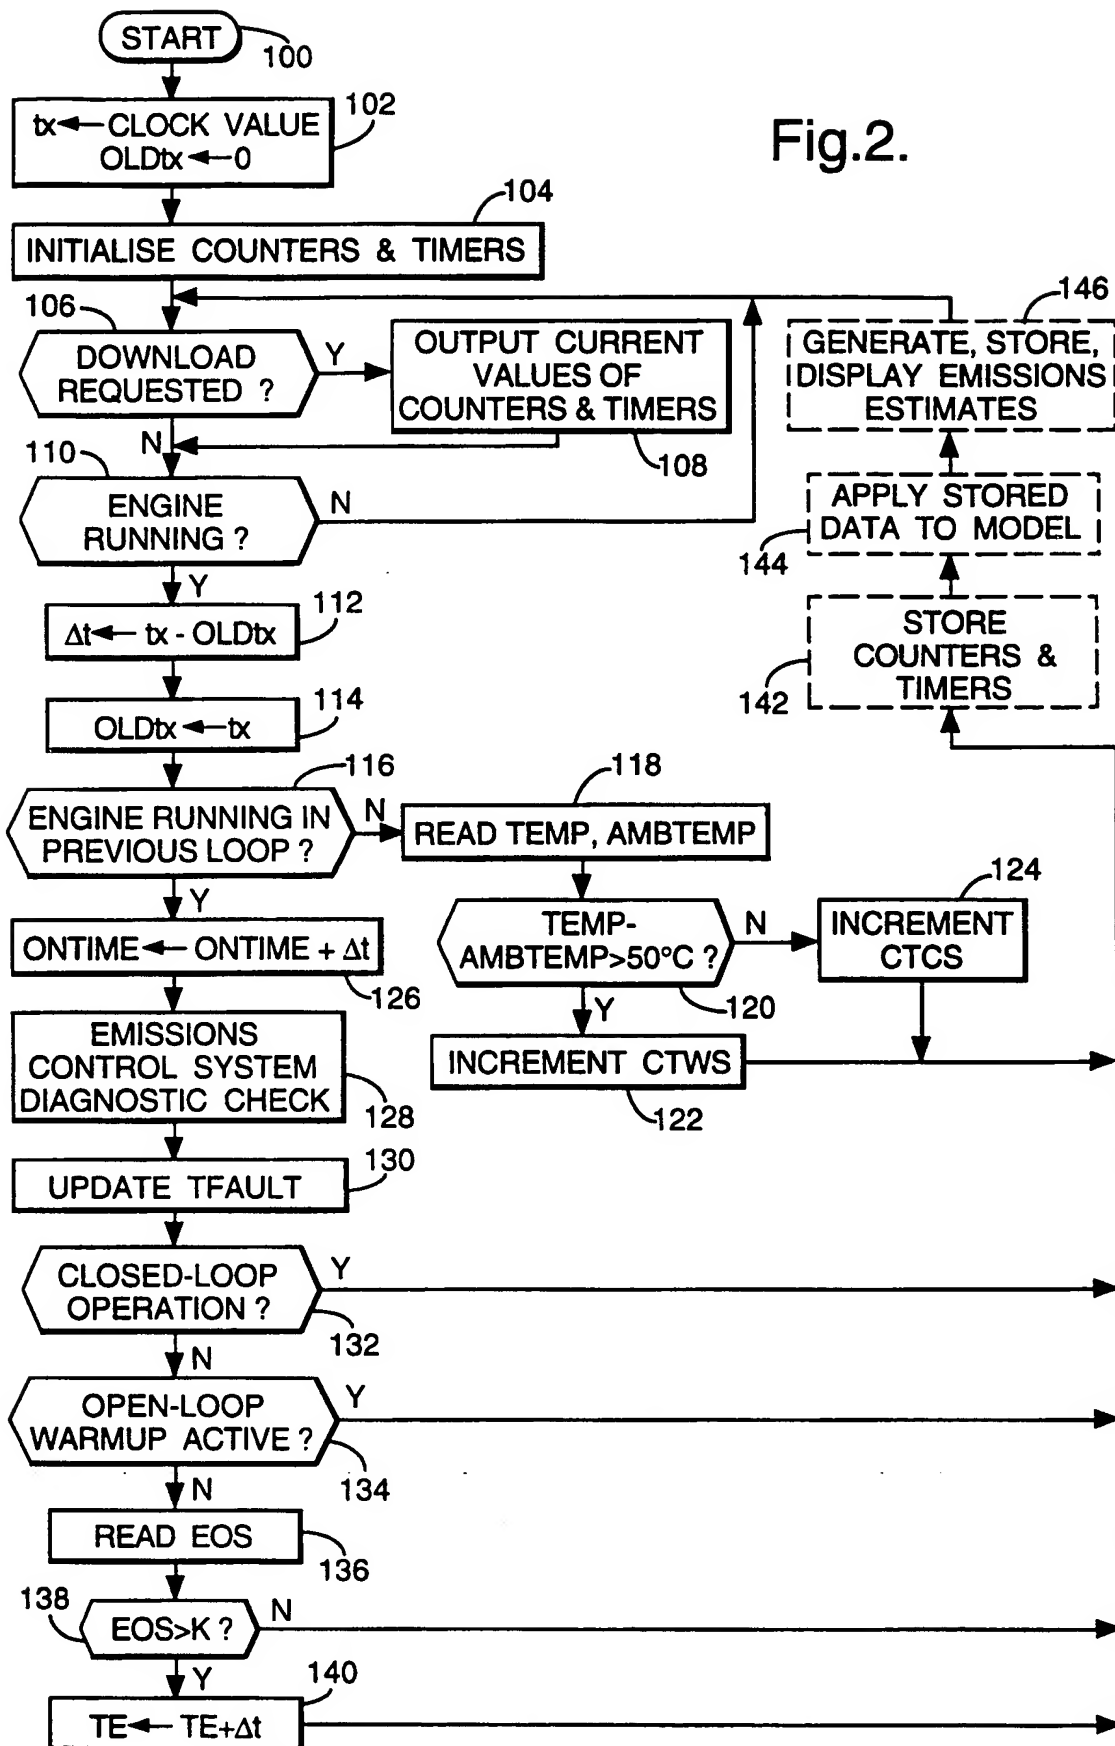 START
100
tx←CLOCK VALUE
OLDtx←0
102
Fig.2.
104
INITIALISE COUNTERS & TIMERS
106
DOWNLOAD
REQUESTED ?
Y
N
OUTPUT CURRENT
VALUES OF
COUNTERS & TIMERS
108
146
GENERATE, STORE,
DISPLAY EMISSIONS
ESTIMATES
110
ENGINE
RUNNING ?
N
Y
APPLY STORED
DATA TO MODEL
144
112
Δt← tx - OLDtx
STORE
COUNTERS &
TIMERS
142
114
OLDtx←tx
116
ENGINE RUNNING IN
PREVIOUS LOOP ?
N
Y
118
READ TEMP, AMBTEMP
TEMP-
AMBTEMP>50°C ?
N
120
Y
124
INCREMENT
CTCS
INCREMENT CTWS
122
ONTIME← ONTIME + Δt
126
EMISSIONS
CONTROL SYSTEM
DIAGNOSTIC CHECK
128
130
UPDATE TFAULT
CLOSED-LOOP
OPERATION ?
Y
132
N
OPEN-LOOP
WARMUP ACTIVE ?
Y
134
N
READ EOS
136
138
EOS>K ?
N
Y
140
TE← TE+Δt